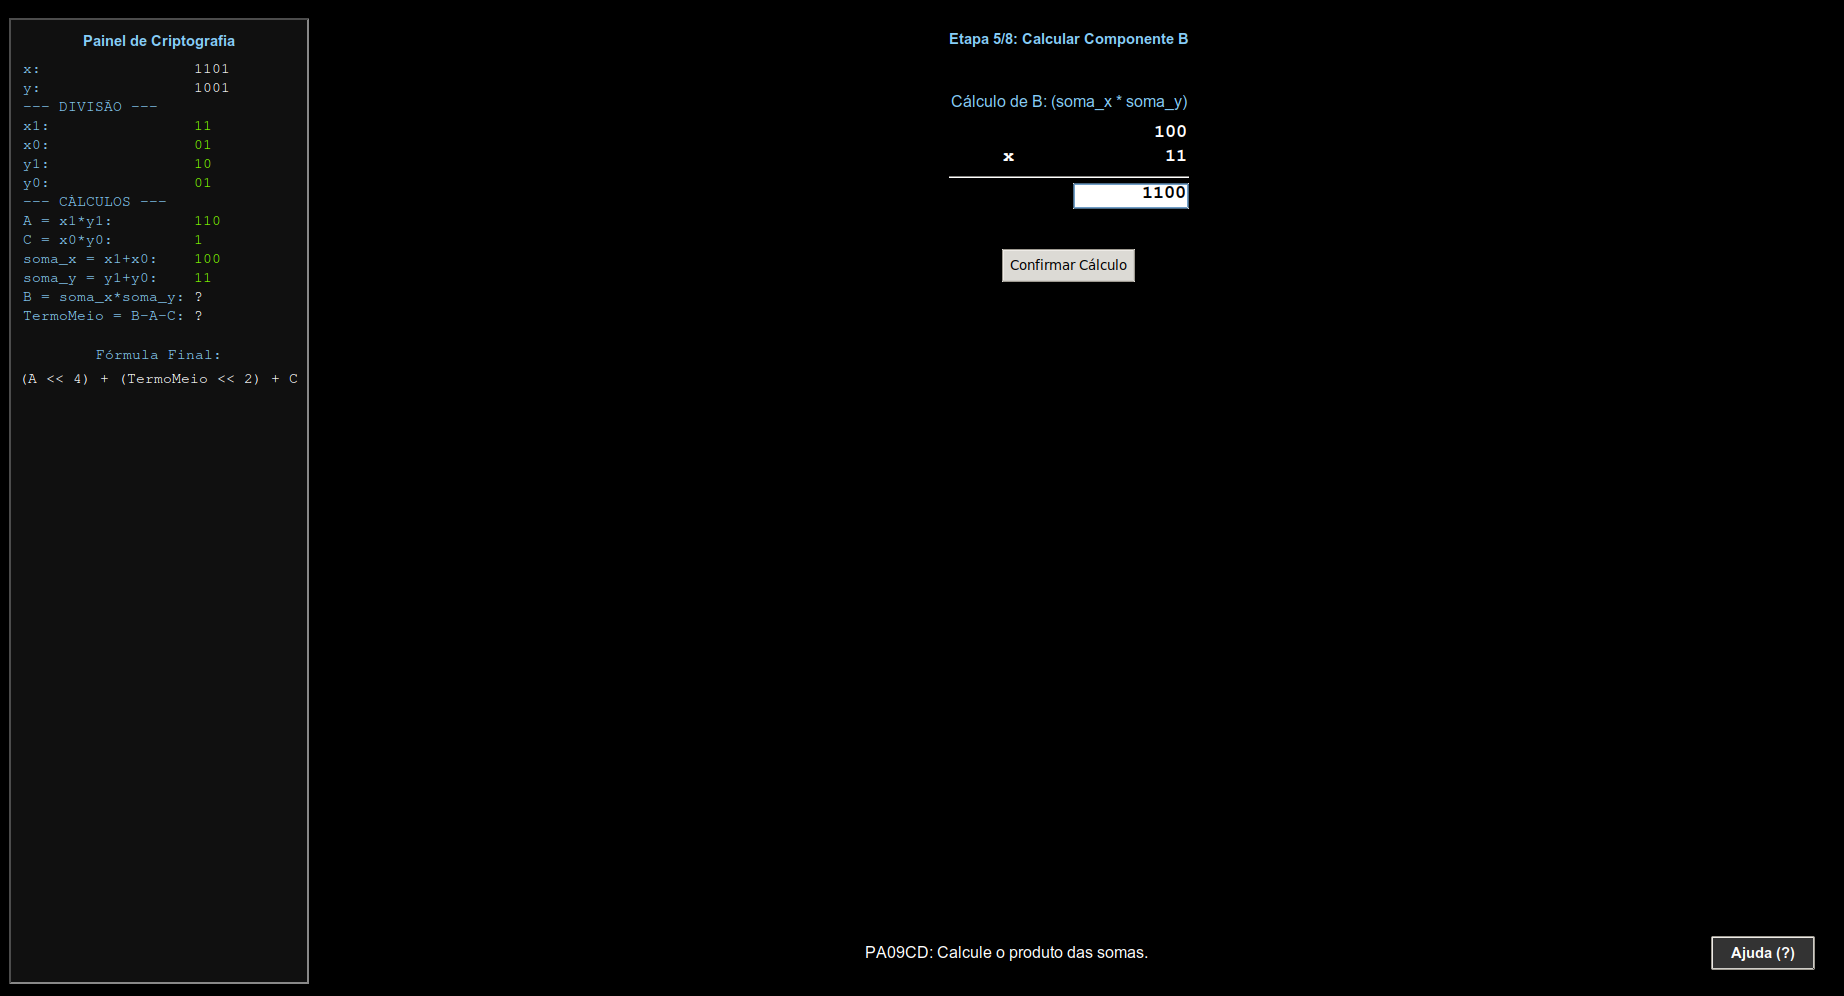 Painel de Criptografia
x: 1101
y: 1001
--- DIVISÃO ---
x1: 11
x0: 01
y1: 10
y0: 01
--- CÁLCULOS ---
A = x1*y1: 110
C = x0*y0: 1
soma_x = x1+x0: 100
soma_y = y1+y0: 11
B = soma_x*soma_y: ?
TermoMeio = B-A-C: ?
Fórmula Final:
(A << 4) + (TermoMeio << 2) + C
Etapa 5/8: Calcular Componente B
Cálculo de B: (soma_x * soma_y)
100
x 11
1100
Confirmar Cálculo
PA09CD: Calcule o produto das somas.
Ajuda (?)